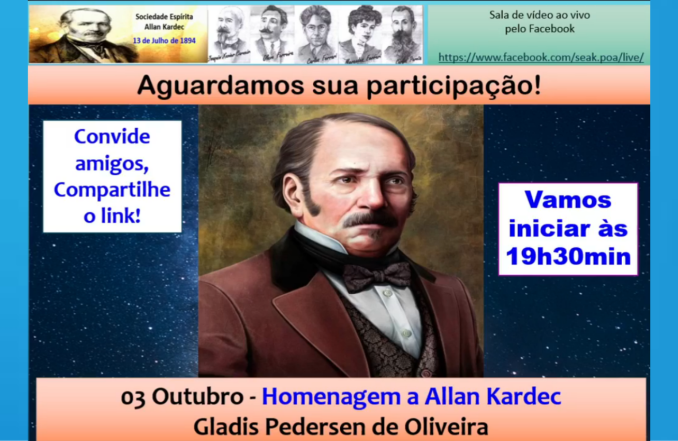 Sociedade Espírita
Allan Kardec
13 de Julho de 1894
Sala de vídeo ao vivo
pelo Facebook
https://www.facebook.com/seak.poa/live/
Aguardamos sua participação!
Convide
amigos,
Compartilhe
o link!
Vamos
iniciar às
19h30min
03 Outubro - Homenagem a Allan Kardec
Gladis Pedersen de Oliveira